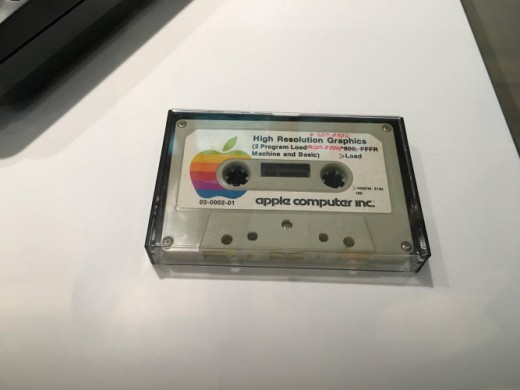 High Resolution Graphics
(2 Program Load *800. FFFR
Machine and Basic) >Load
02-0002-01 apple computer inc.